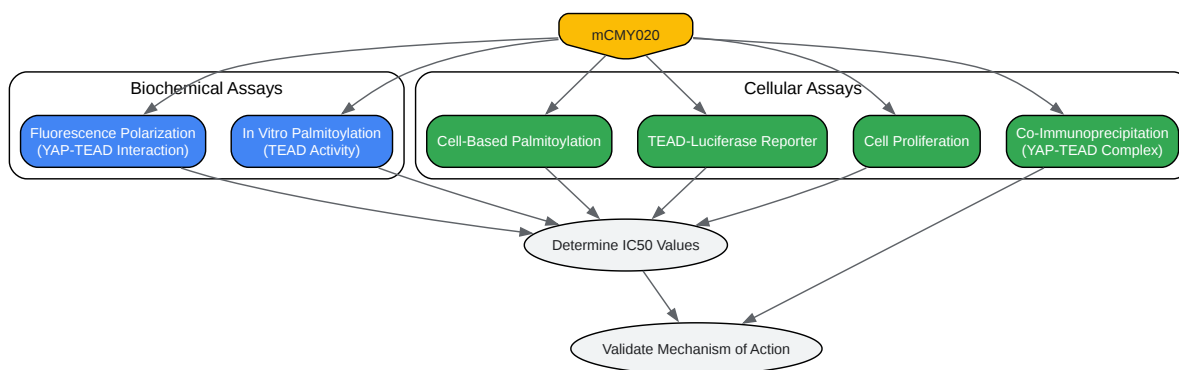 mCMY020
Biochemical Assays
Cellular Assays
Fluorescence Polarization
(YAP-TEAD Interaction)
In Vitro Palmitoylation
(TEAD Activity)
Cell-Based Palmitoylation
TEAD-Luciferase Reporter
Cell Proliferation
Co-Immunoprecipitation
(YAP-TEAD Complex)
Determine IC50 Values
Validate Mechanism of Action